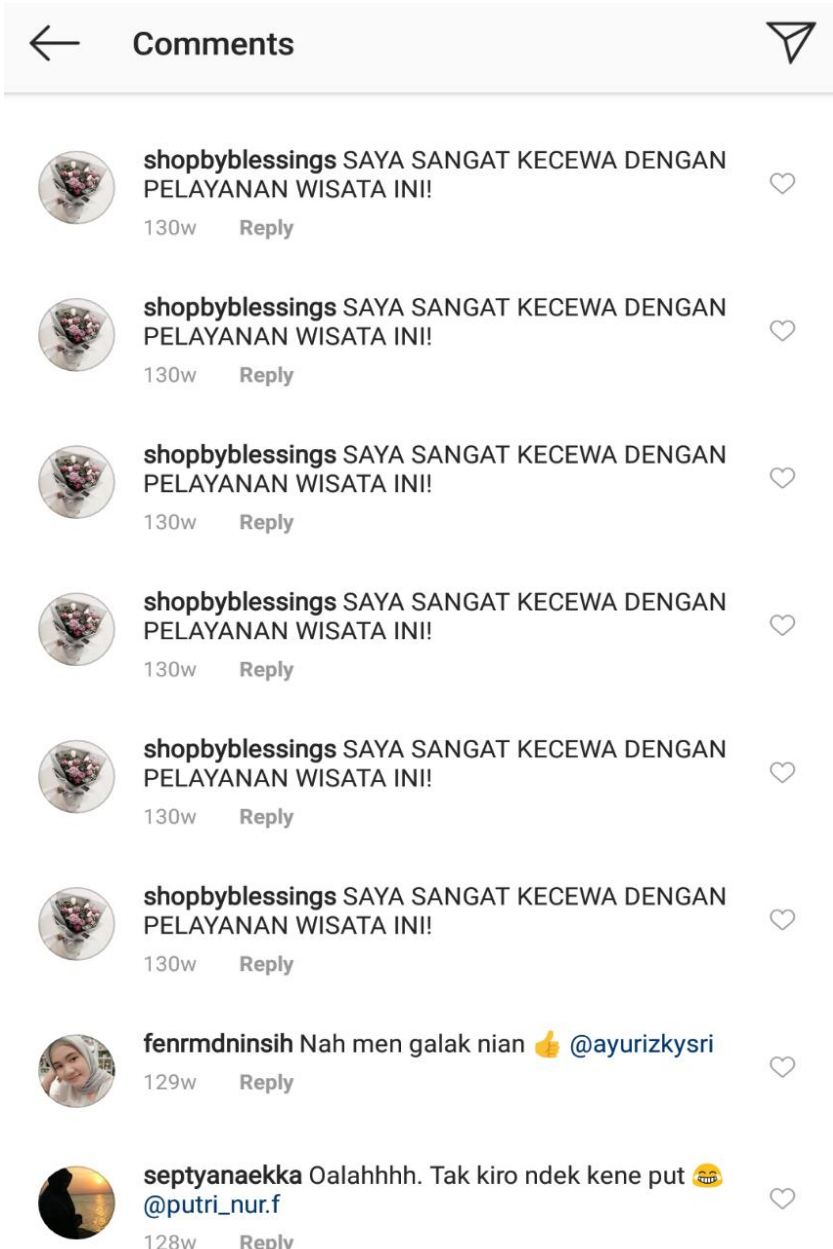 Comments
shopbyblessings SAYA SANGAT KECEWA DENGAN
PELAYANAN WISATA INI!
130w Reply
shopbyblessings SAYA SANGAT KECEWA DENGAN
PELAYANAN WISATA INI!
130w Reply
shopbyblessings SAYA SANGAT KECEWA DENGAN
PELAYANAN WISATA INI!
130w Reply
shopbyblessings SAYA SANGAT KECEWA DENGAN
PELAYANAN WISATA INI!
130w Reply
shopbyblessings SAYA SANGAT KECEWA DENGAN
PELAYANAN WISATA INI!
130w Reply
shopbyblessings SAYA SANGAT KECEWA DENGAN
PELAYANAN WISATA INI!
130w Reply
fenrmdninsih Nah men galak nian 👍 @ayurizkysri
129w Reply
septyanaekka Oalahhhh. Tak kiro ndek kene put 😂
@putri_nur.f
128w Reply